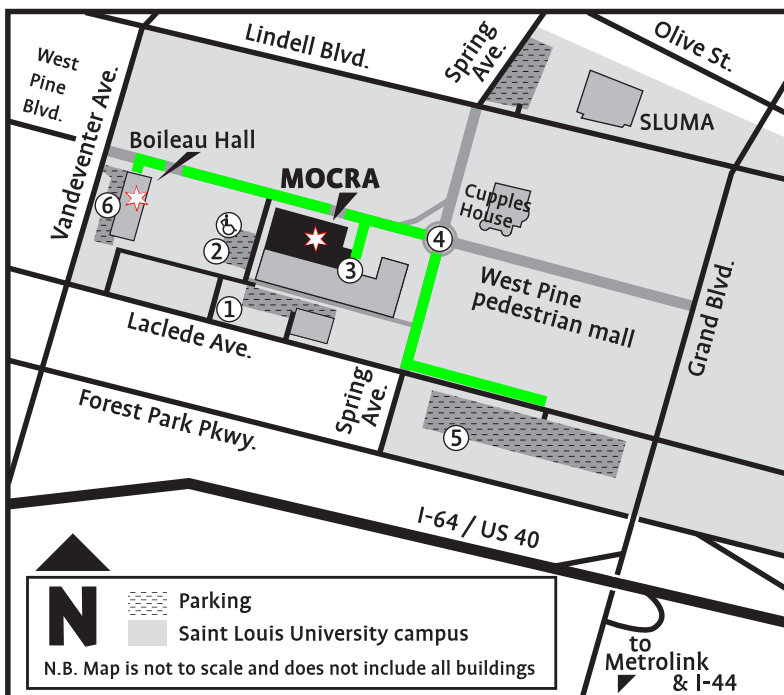 Lindell Blvd.
Spring
Ave.
Olive St.
West
Pine
Blvd.
Vandeventer Ave.
SLUMA
Boileau Hall
MOCRA
Cupples
House
6
2
4
3
1
West Pine
pedestrian mall
Grand Blvd.
Laclede Ave.
Spring
Ave.
Forest Park Pkwy.
5
I-64 / US 40
N
Parking
Saint Louis University campus
N.B. Map is not to scale and does not include all buildings
to
Metrolink
& I-44